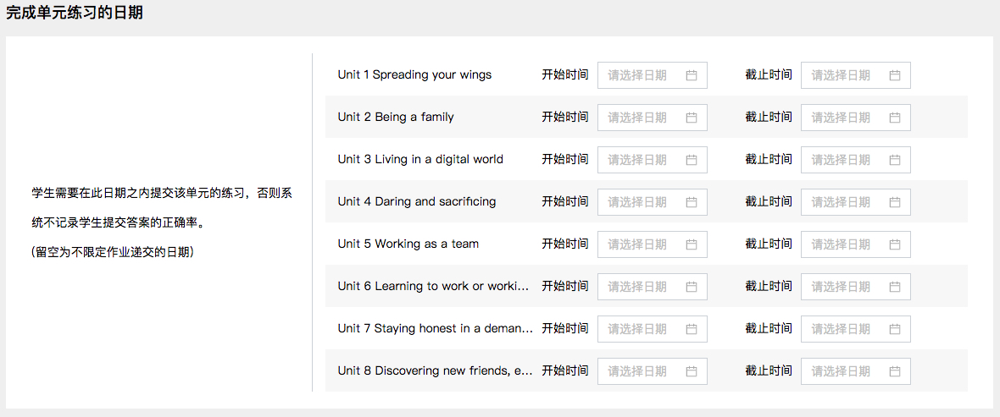 完成单元练习的日期
学生需要在此日期之内提交该单元的练习，否则系
统不记录学生提交答案的正确率。
(留空为不限定作业递交的日期)
Unit 1 Spreading your wings 开始时间 请选择日期 截止时间 请选择日期
Unit 2 Being a family 开始时间 请选择日期 截止时间 请选择日期
Unit 3 Living in a digital world 开始时间 请选择日期 截止时间 请选择日期
Unit 4 Daring and sacrificing 开始时间 请选择日期 截止时间 请选择日期
Unit 5 Working as a team 开始时间 请选择日期 截止时间 请选择日期
Unit 6 Learning to work or worki... 开始时间 请选择日期 截止时间 请选择日期
Unit 7 Staying honest in a deman... 开始时间 请选择日期 截止时间 请选择日期
Unit 8 Discovering new friends, e... 开始时间 请选择日期 截止时间 请选择日期